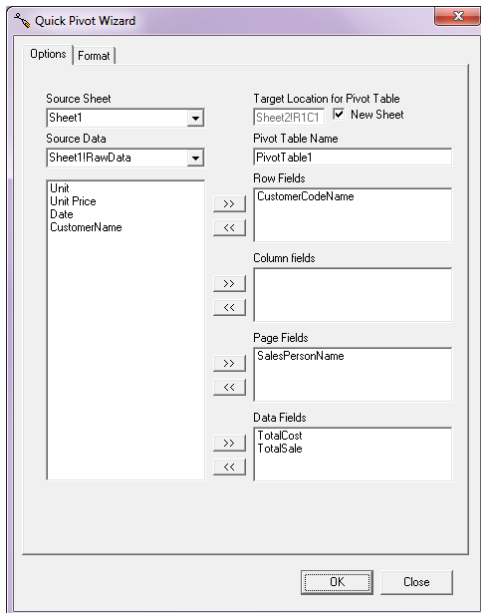 Quick Pivot Wizard
Options
Format
Source Sheet
Sheet1
Source Data
Sheet1!RawData
Unit
Unit Price
Date
CustomerName
Target Location for Pivot Table
Sheet2!R1C1
New Sheet
Pivot Table Name
PivotTable1
Row Fields
>>
<<
CustomerCodeName
Column fields
>>
<<
Page Fields
>>
<<
SalesPersonName
Data Fields
>>
<<
TotalCost
TotalSale
OK
Close